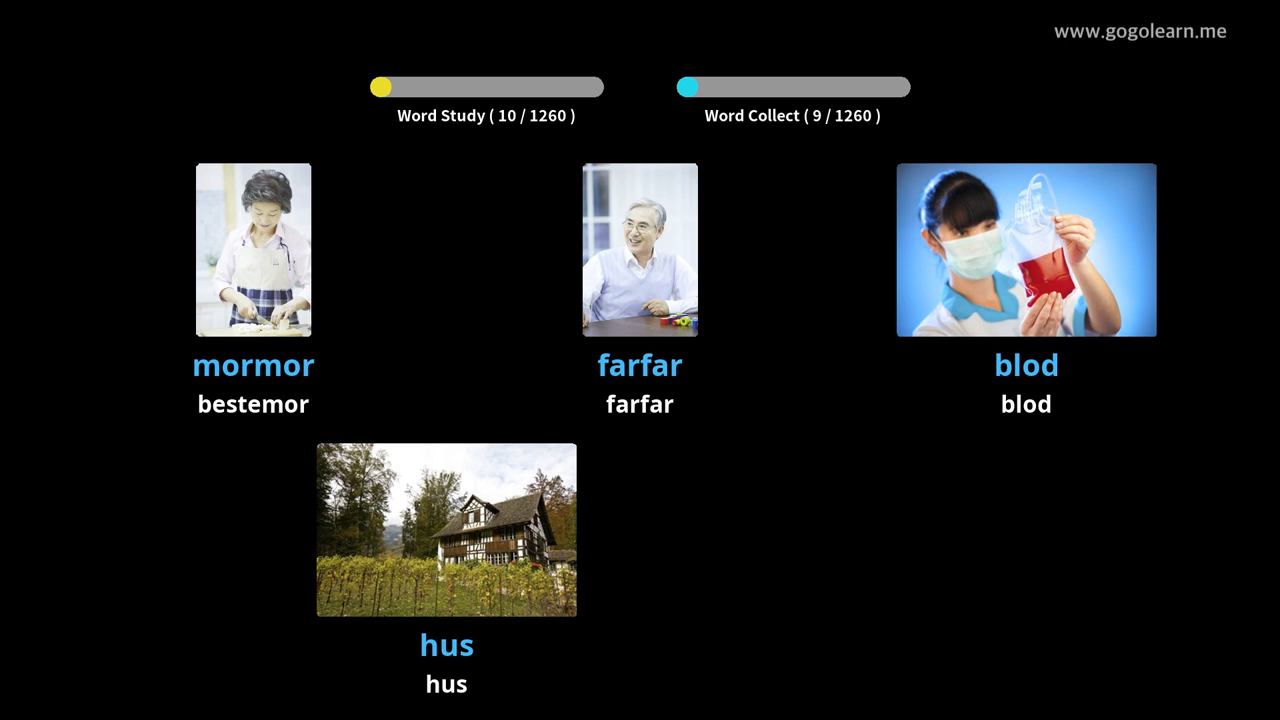 www.gogolearn.me
Word Study ( 10 / 1260 )
Word Collect ( 9 / 1260 )
mormor
bestemor
farfar
farfar
blod
blod
hus
hus